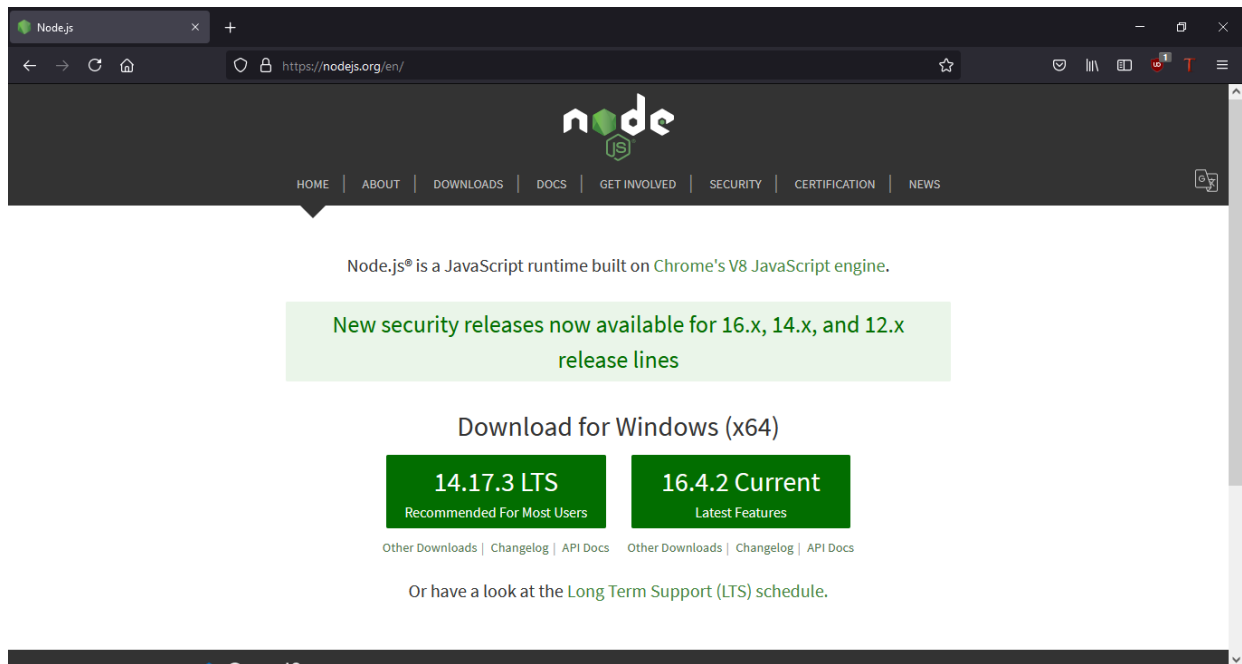 Node.js
https://nodejs.org/en/
1
node
JS
HOME | ABOUT | DOWNLOADS | DOCS | GET INVOLVED | SECURITY | CERTIFICATION | NEWS
Node.js® is a JavaScript runtime built on Chrome's V8 JavaScript engine.
New security releases now available for 16.x, 14.x, and 12.x
release lines
Download for Windows (x64)
14.17.3 LTS
Recommended For Most Users
16.4.2 Current
Latest Features
Other Downloads | Changelog | API Docs
Other Downloads | Changelog | API Docs
Or have a look at the Long Term Support (LTS) schedule.